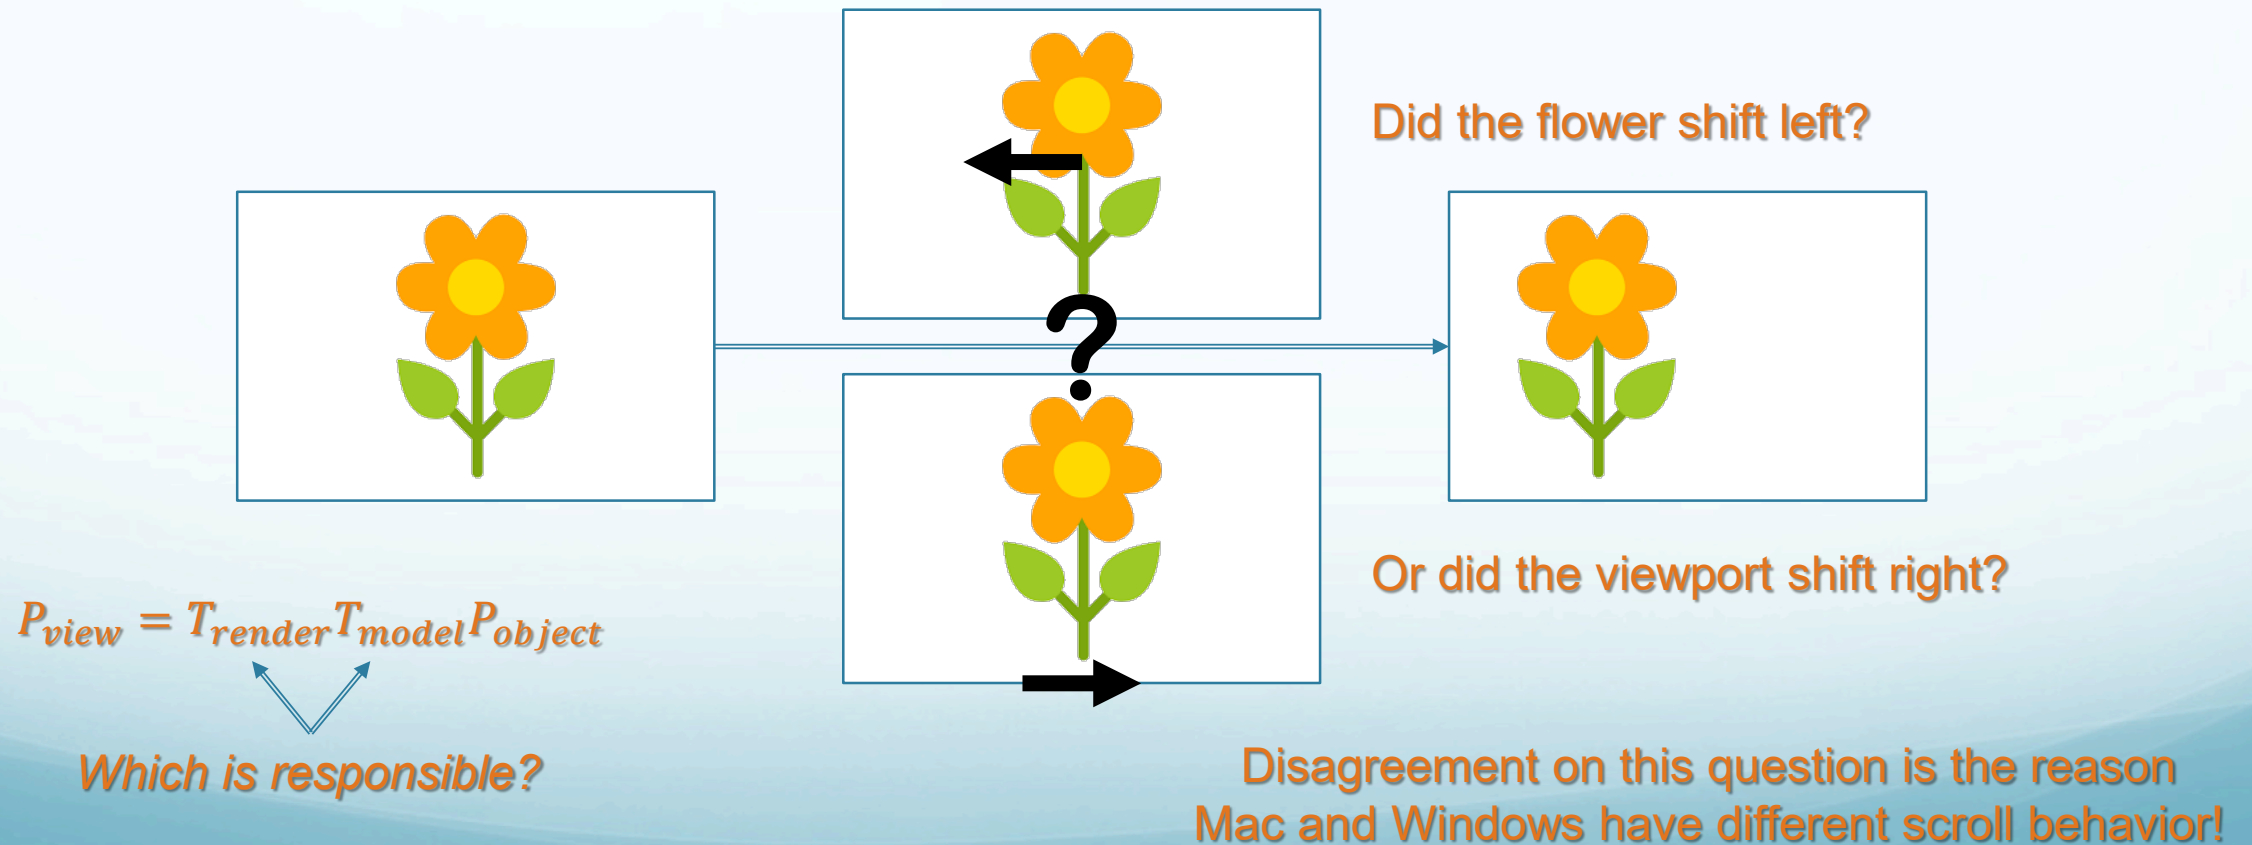 Did the flower shift left?
?
Or did the viewport shift right?
P_view = T_render T_model P_object
Which is responsible?
Disagreement on this question is the reason
Mac and Windows have different scroll behavior!